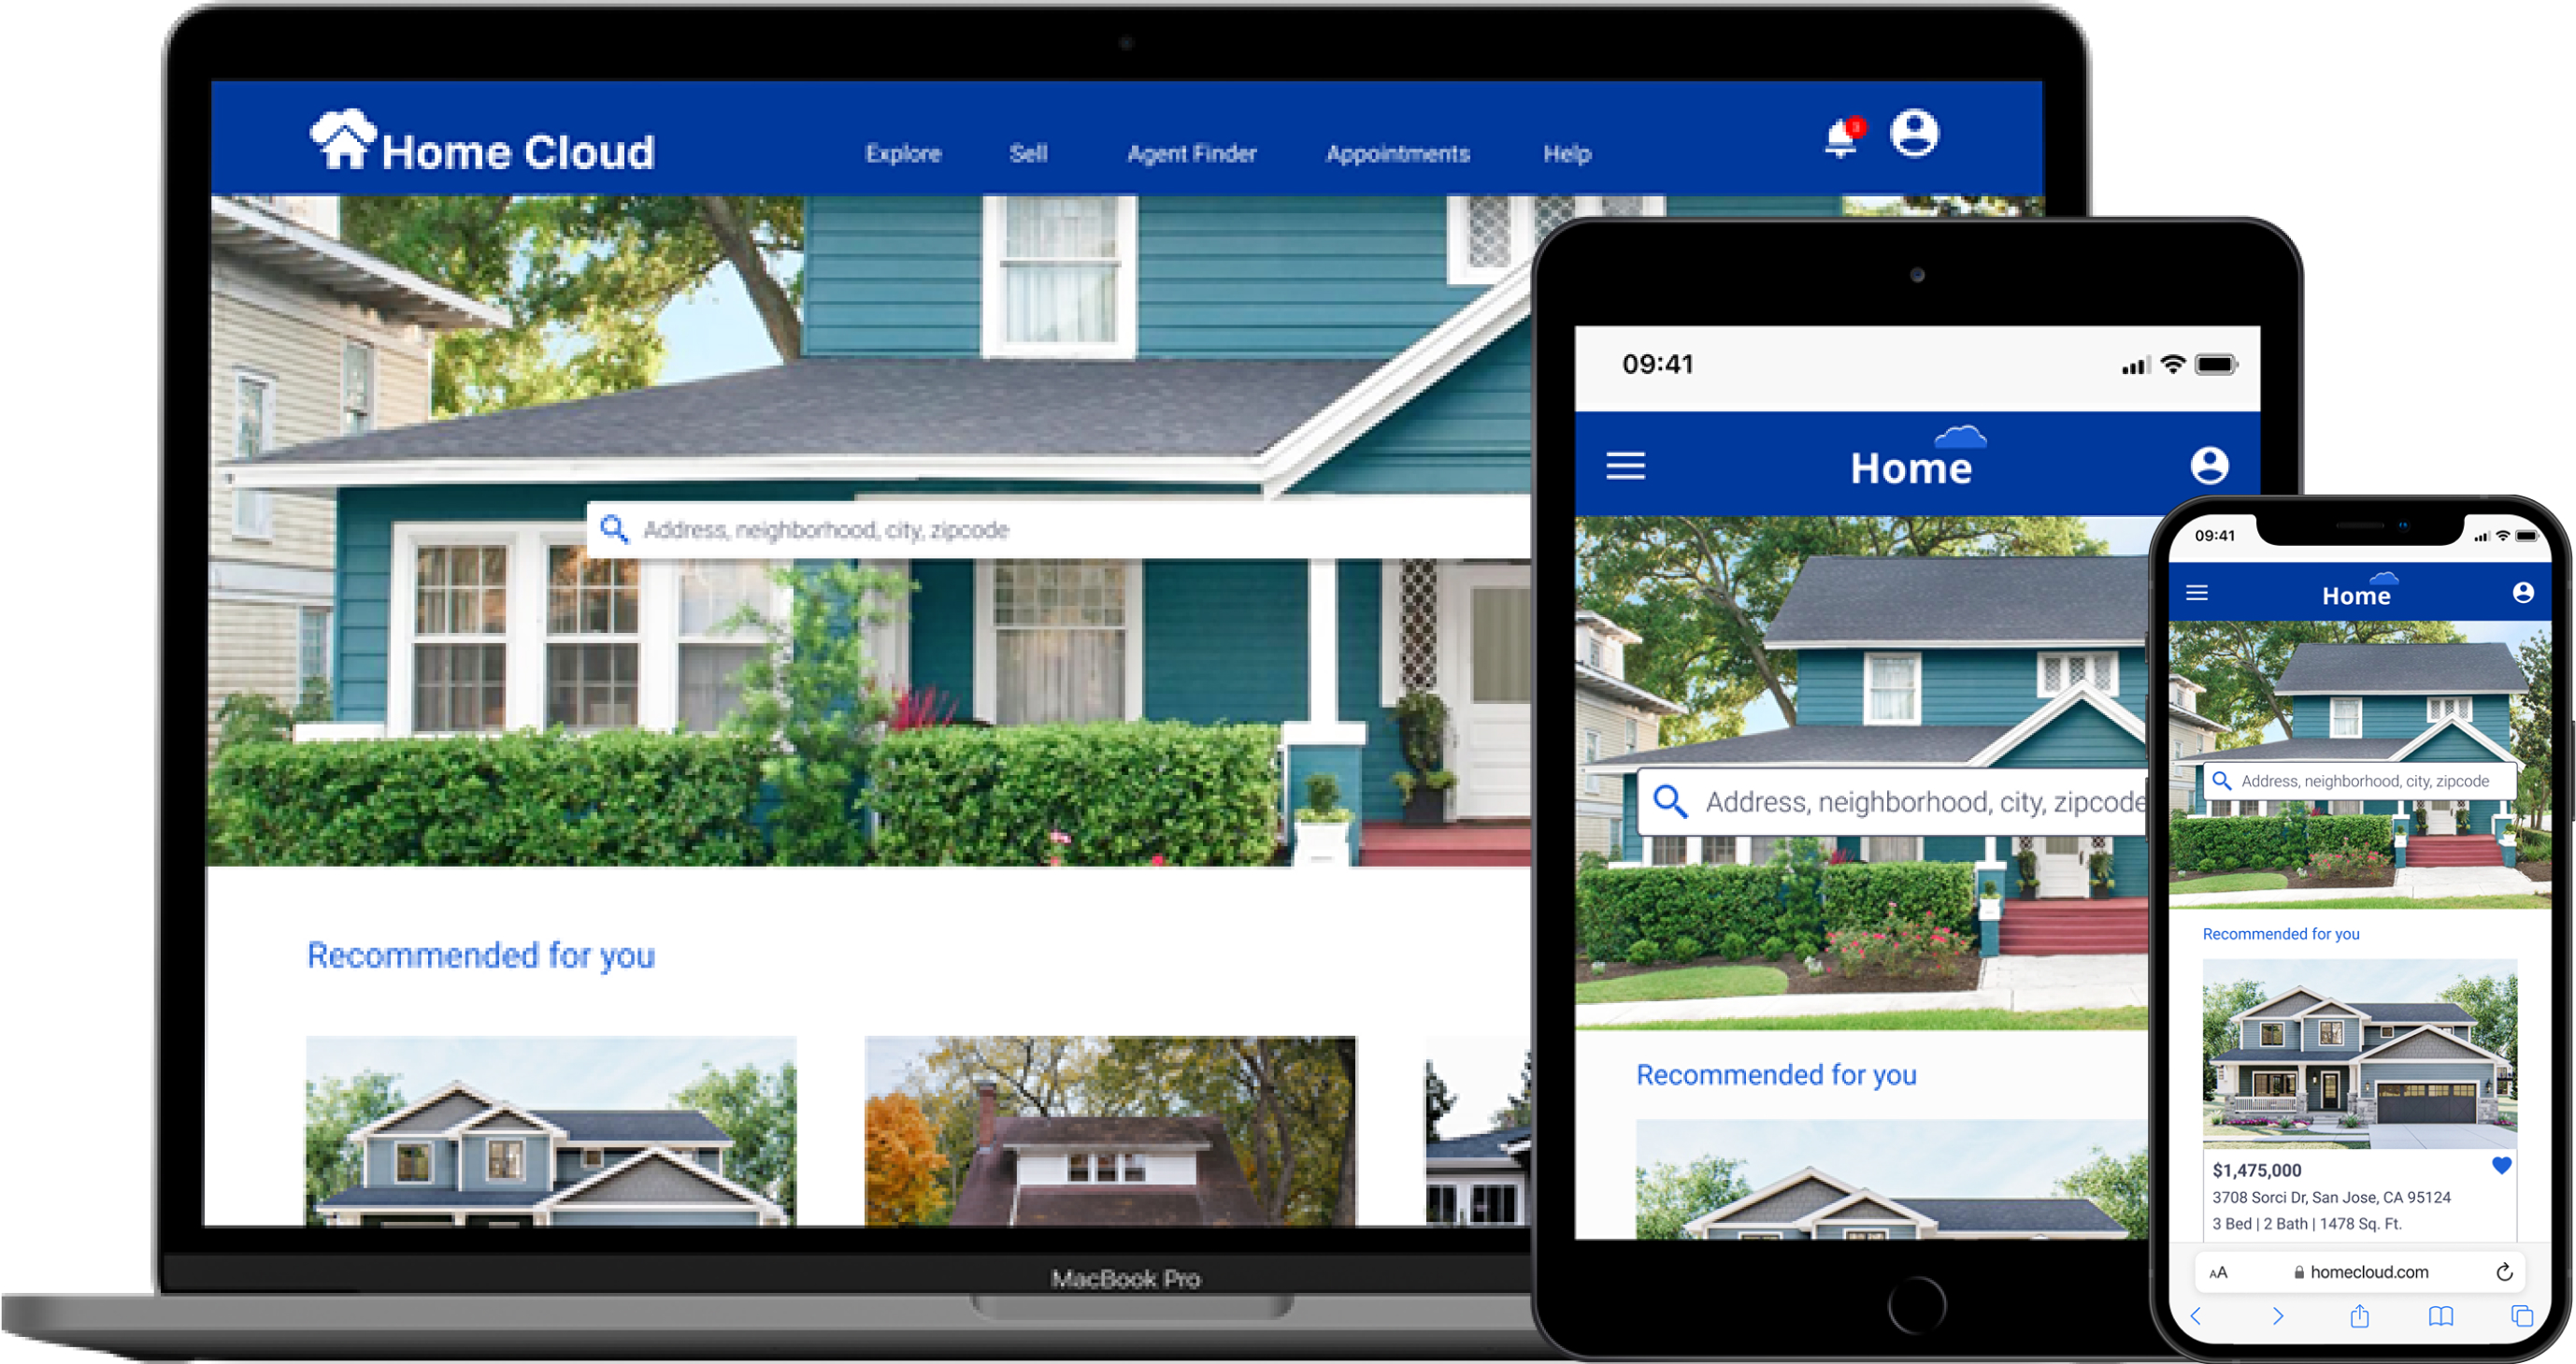 Home Cloud
Explore Sell Agent Finder Appointments Help
3
Address, neighborhood, city, zipcode
Recommended for you
MacBook Pro
09:41
Home
Address, neighborhood, city, zipcode
Recommended for you
09:41
Home
Address, neighborhood, city, zipcode
Recommended for you
$1,475,000
3708 Sorci Dr, San Jose, CA 95124
3 Bed | 2 Bath | 1478 Sq. Ft.
AA homecloud.com